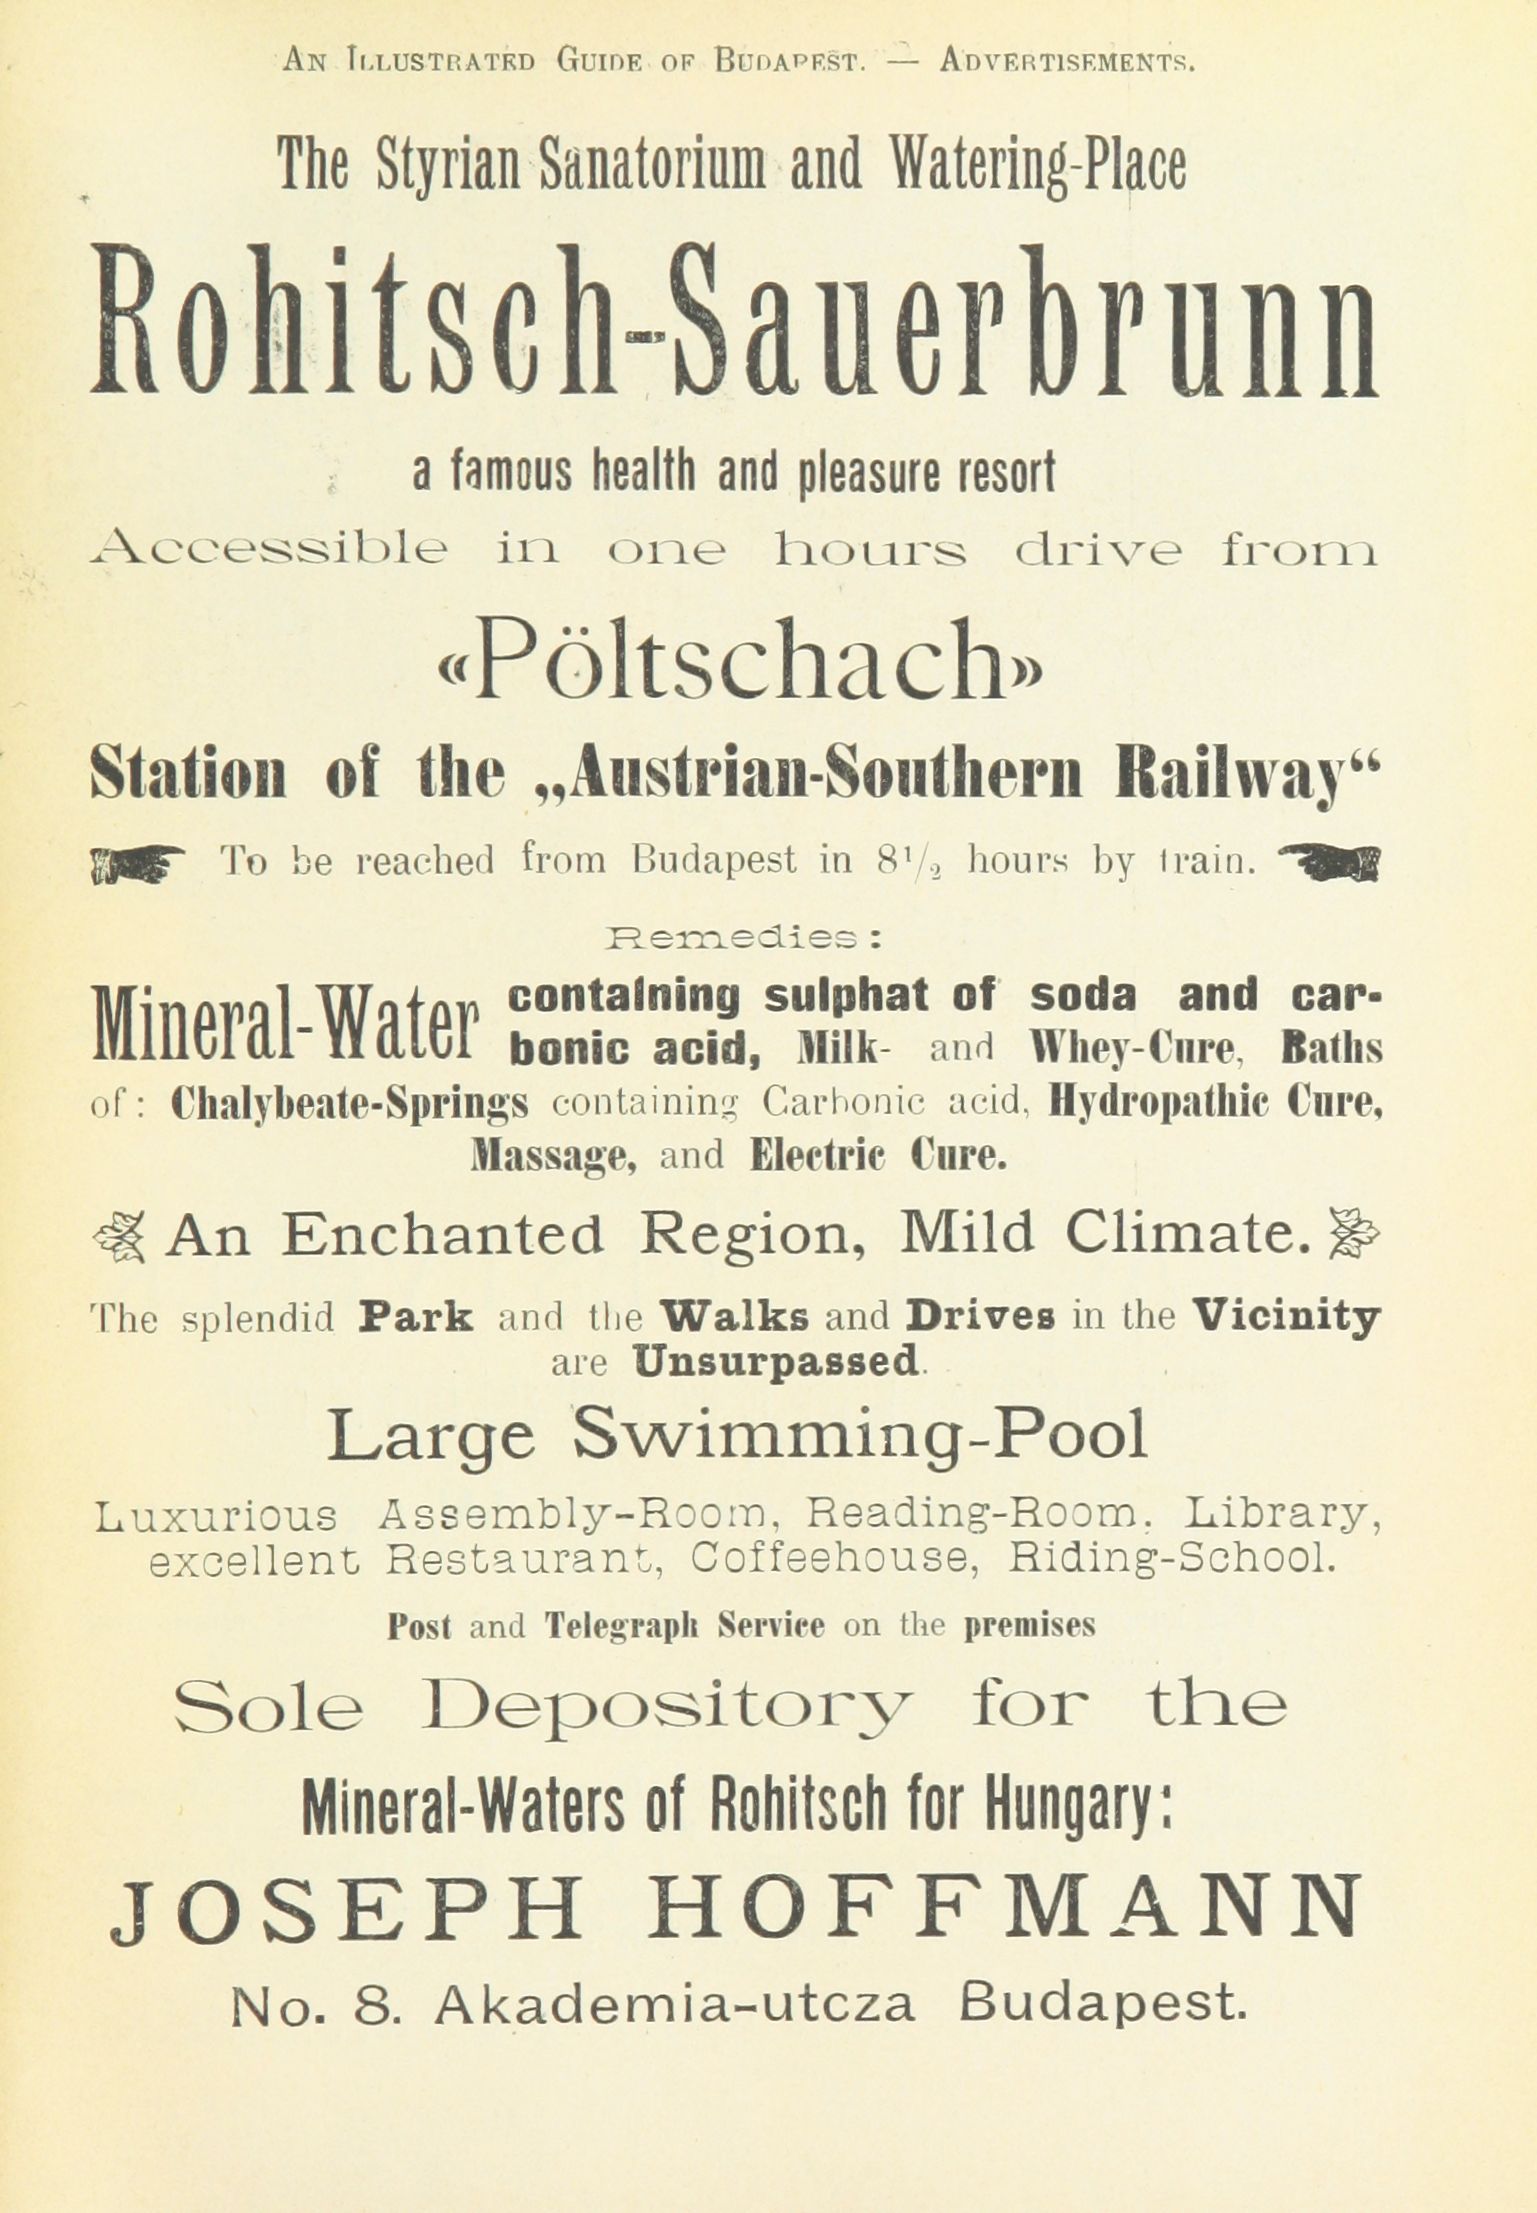 An Illustrated Guide of Budapest. — Advertisements.
The Styrian Sanatorium and Watering-Place
Rohitsch-Sauerbrunn
a famous health and pleasure resort
Accessible in one hours drive from
«Pöltschach»
Station of the „Austrian-Southern Railway“
To be reached from Budapest in 8 1/2 hours by train.
Remedies:
Mineral-Water containing sulphat of soda and car-
bonic acid, Milk- and Whey-Cure, Baths
of: Chalybeate-Springs containing Carbonic acid, Hydropathic Cure,
Massage, and Electric Cure.
An Enchanted Region, Mild Climate.
The splendid Park and the Walks and Drives in the Vicinity
are Unsurpassed.
Large Swimming-Pool
Luxurious Assembly-Room, Reading-Room, Library,
excellent Restaurant, Coffeehouse, Riding-School.
Post and Telegraph Service on the premises
Sole Depository for the
Mineral-Waters of Rohitsch for Hungary:
JOSEPH HOFFMANN
No. 8. Akademia-utcza Budapest.